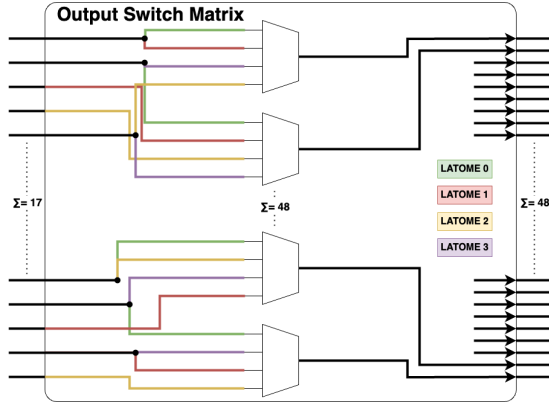 Output Switch Matrix
LATOME 0
LATOME 1
LATOME 2
LATOME 3
Σ= 17
Σ= 48
Σ= 48